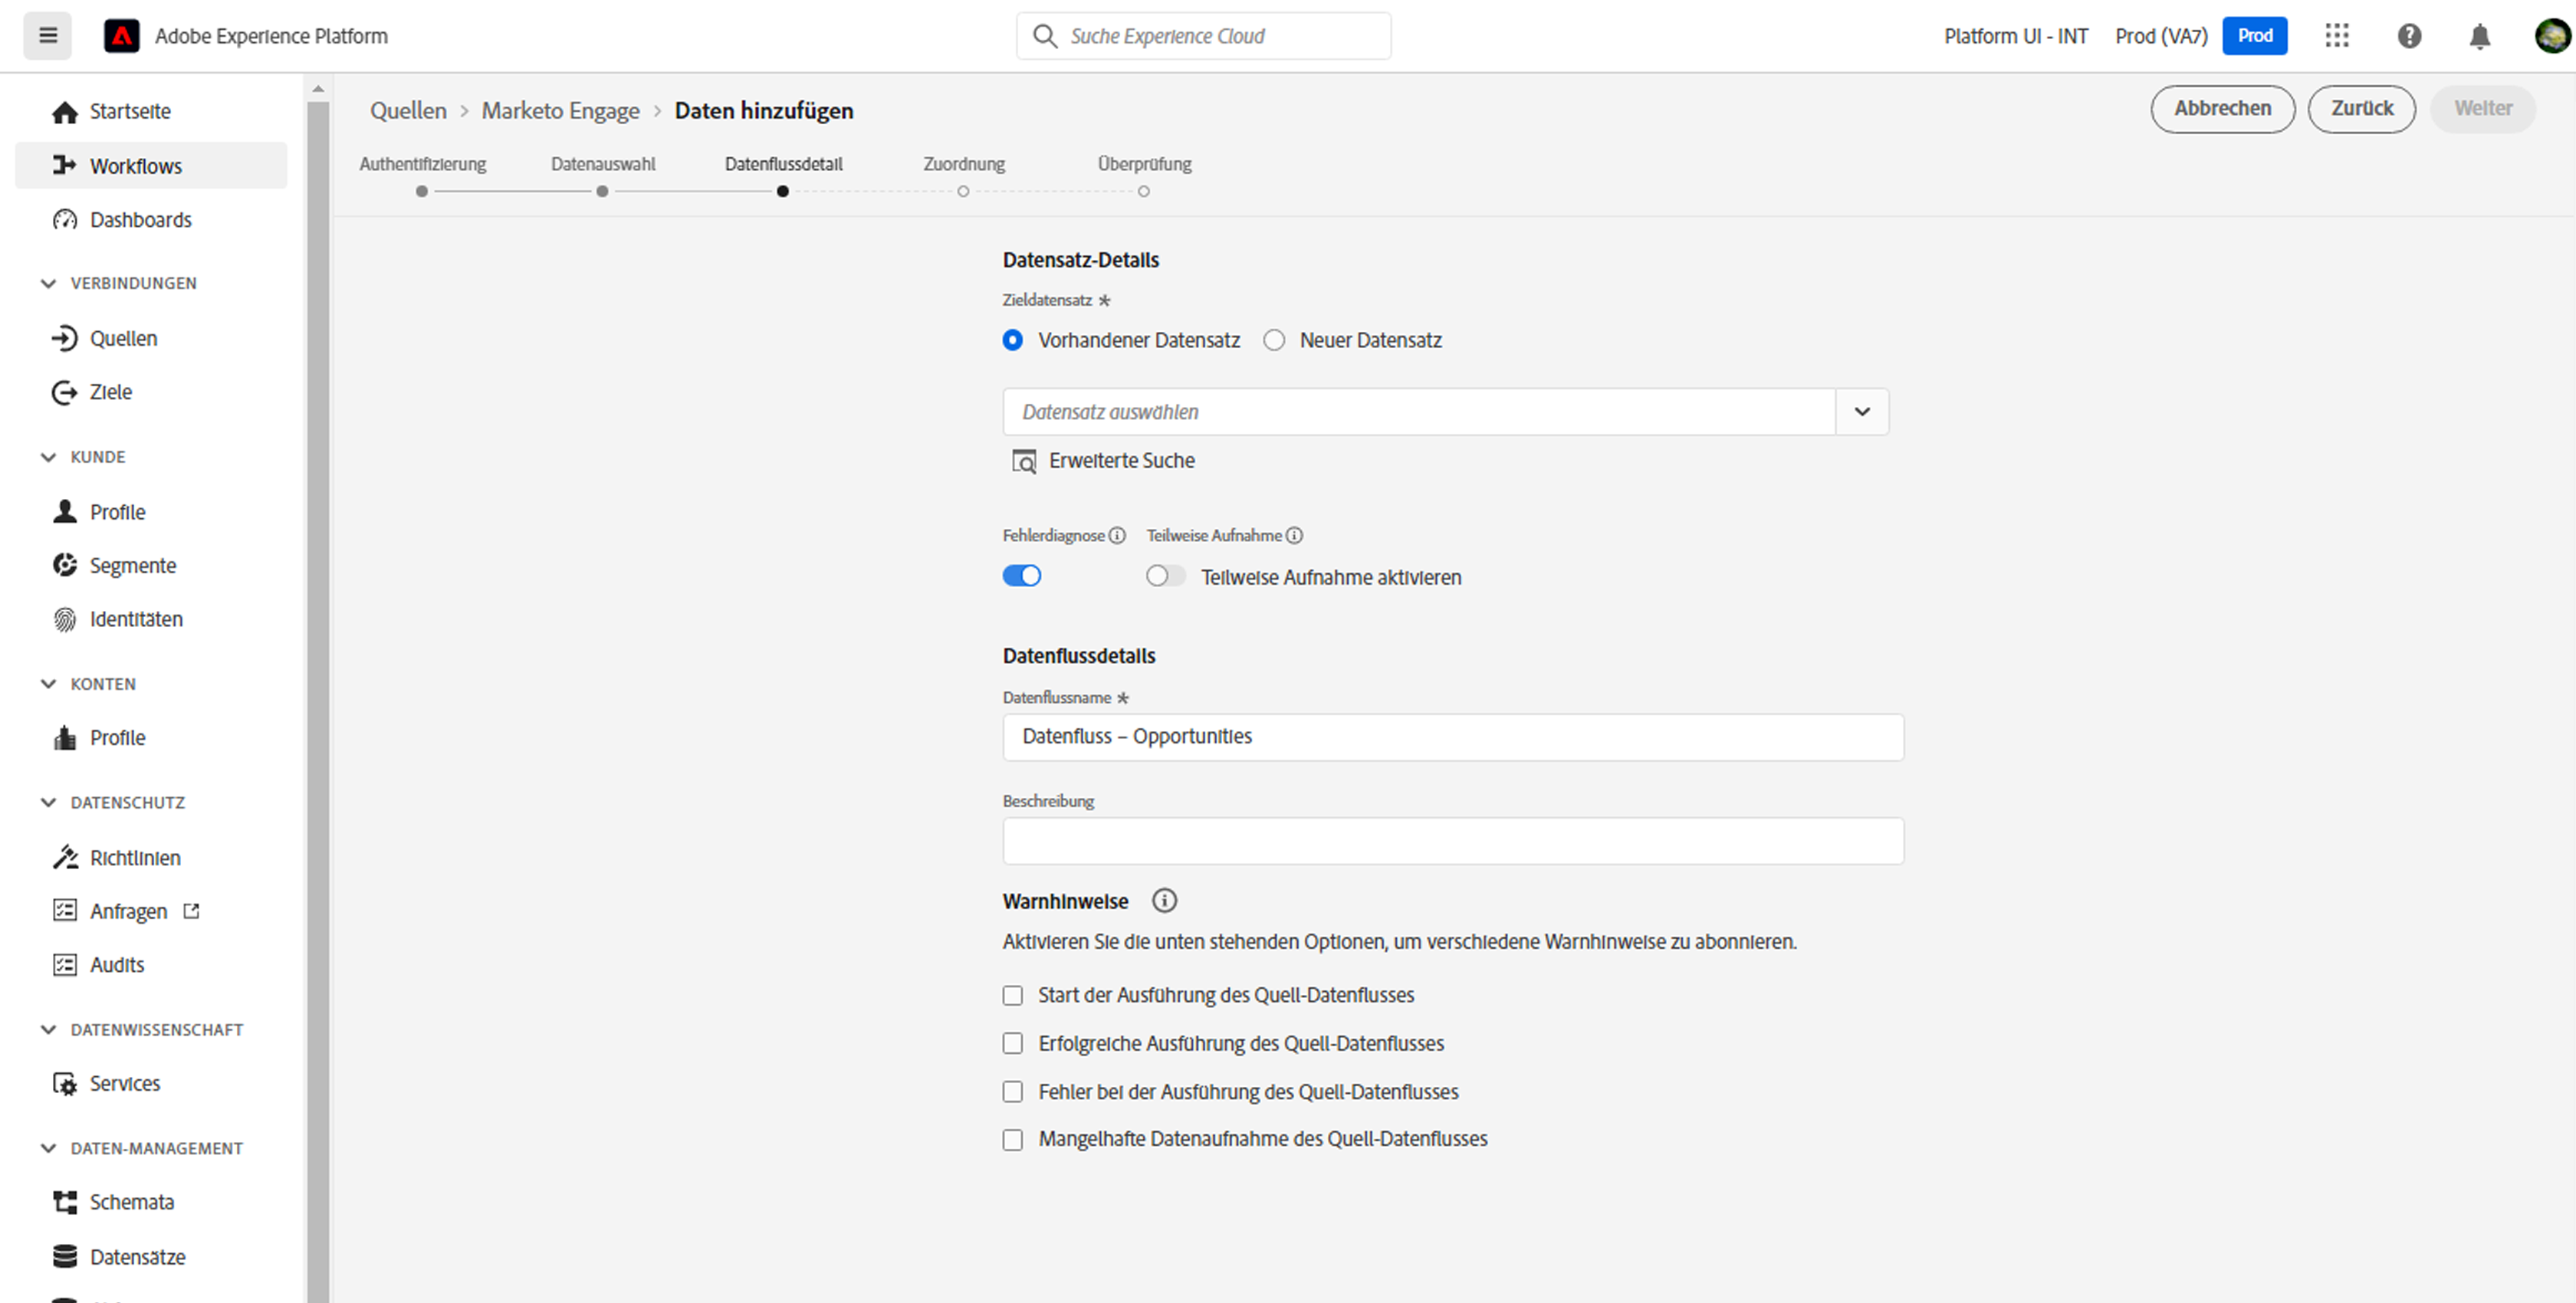 Adobe Experience Platform
Suche Experience Cloud
Platform UI - INT
Prod (VA7)
Prod
Startseite
Workflows
Dashboards
VERBINDUNGEN
Quellen
Ziele
KUNDE
Profile
Segmente
Identitäten
KONTEN
Profile
DATENSCHUTZ
Richtlinien
Anfragen
Audits
DATENWISSENSCHAFT
Services
DATEN-MANAGEMENT
Schemata
Datensätze
Quellen > Marketo Engage > Daten hinzufügen
Abbrechen
Zurück
Weiter
Authentifizierung
Datenauswahl
Datenflussdetail
Zuordnung
Überprüfung
Datensatz-Details
Zieldatensatz *
Vorhandener Datensatz
Neuer Datensatz
Datensatz auswählen
Erweiterte Suche
Fehlerdiagnose
Teilweise Aufnahme
Teilweise Aufnahme aktivieren
Datenflussdetails
Datenflussname *
Datenfluss – Opportunities
Beschreibung
Warnhinweise
Aktivieren Sie die unten stehenden Optionen, um verschiedene Warnhinweise zu abonnieren.
Start der Ausführung des Quell-Datenflusses
Erfolgreiche Ausführung des Quell-Datenflusses
Fehler bei der Ausführung des Quell-Datenflusses
Mangelhafte Datenaufnahme des Quell-Datenflusses